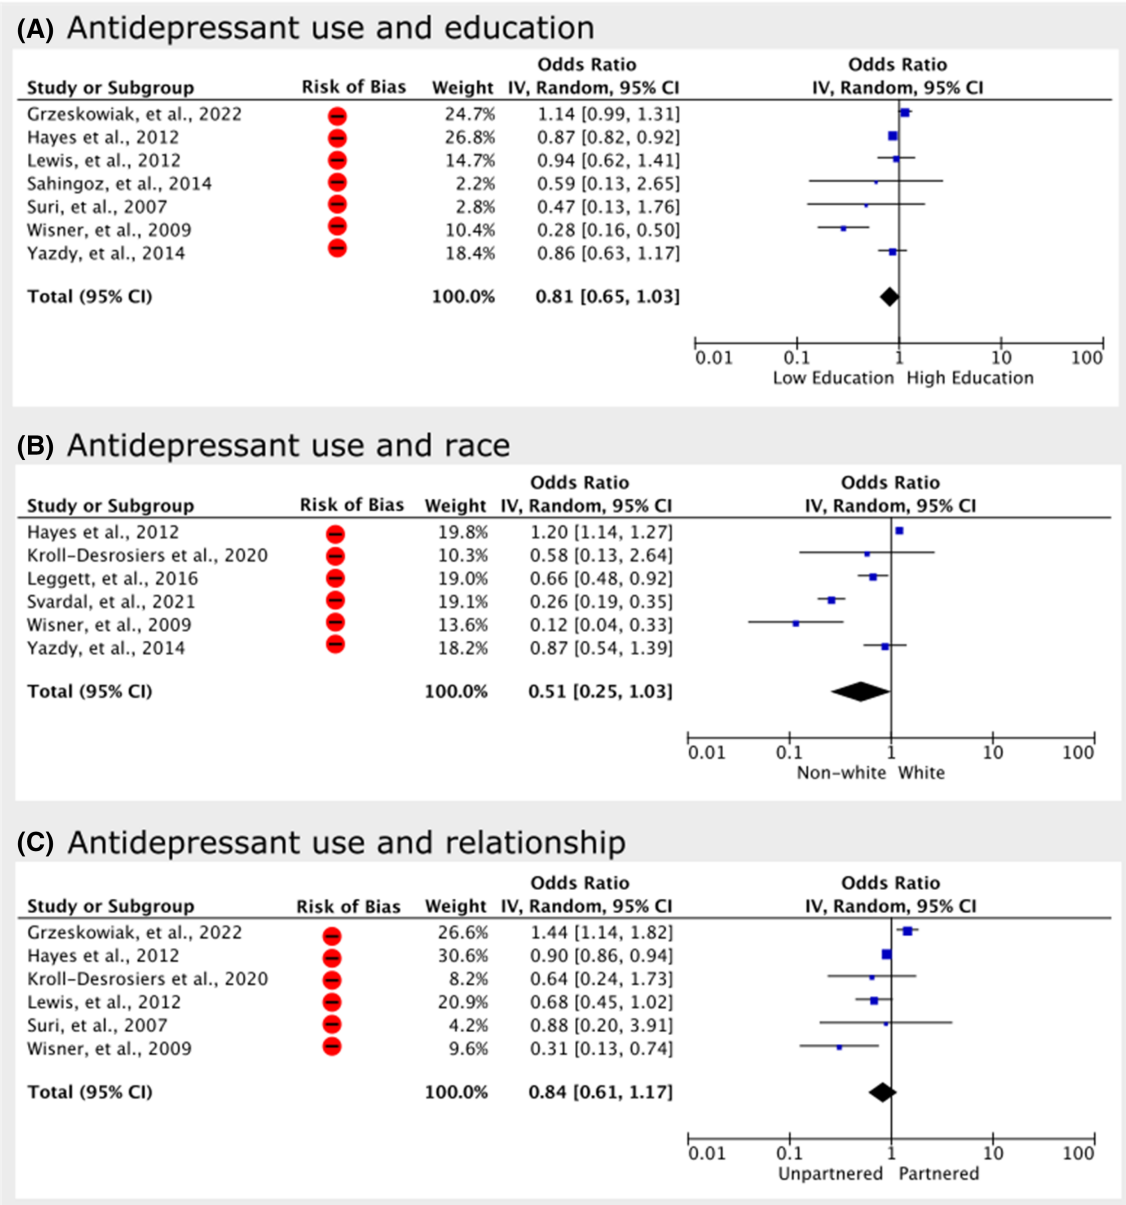 (A) Antidepressant use and education
Odds Ratio Odds Ratio
Study or Subgroup Risk of Bias Weight IV, Random, 95% CI IV, Random, 95% CI
Grzeskowiak, et al., 2022 24.7% 1.14 [0.99, 1.31]
Hayes et al., 2012 26.8% 0.87 [0.82, 0.92]
Lewis, et al., 2012 14.7% 0.94 [0.62, 1.41]
Sahingoz, et al., 2014 2.2% 0.59 [0.13, 2.65]
Suri, et al., 2007 2.8% 0.47 [0.13, 1.76]
Wisner, et al., 2009 10.4% 0.28 [0.16, 0.50]
Yazdy, et al., 2014 18.4% 0.86 [0.63, 1.17]
Total (95% CI) 100.0% 0.81 [0.65, 1.03]
0.01 0.1 1 10 100
Low Education High Education
(B) Antidepressant use and race
Odds Ratio Odds Ratio
Study or Subgroup Risk of Bias Weight IV, Random, 95% CI IV, Random, 95% CI
Hayes et al., 2012 19.8% 1.20 [1.14, 1.27]
Kroll-Desrosiers et al., 2020 10.3% 0.58 [0.13, 2.64]
Leggett, et al., 2016 19.0% 0.66 [0.48, 0.92]
Svardal, et al., 2021 19.1% 0.26 [0.19, 0.35]
Wisner, et al., 2009 13.6% 0.12 [0.04, 0.33]
Yazdy, et al., 2014 18.2% 0.87 [0.54, 1.39]
Total (95% CI) 100.0% 0.51 [0.25, 1.03]
0.01 0.1 1 10 100
Non-white White
(C) Antidepressant use and relationship
Odds Ratio Odds Ratio
Study or Subgroup Risk of Bias Weight IV, Random, 95% CI IV, Random, 95% CI
Grzeskowiak, et al., 2022 26.6% 1.44 [1.14, 1.82]
Hayes et al., 2012 30.6% 0.90 [0.86, 0.94]
Kroll-Desrosiers et al., 2020 8.2% 0.64 [0.24, 1.73]
Lewis, et al., 2012 20.9% 0.68 [0.45, 1.02]
Suri, et al., 2007 4.2% 0.88 [0.20, 3.91]
Wisner, et al., 2009 9.6% 0.31 [0.13, 0.74]
Total (95% CI) 100.0% 0.84 [0.61, 1.17]
0.01 0.1 1 10 100
Unpartnered Partnered